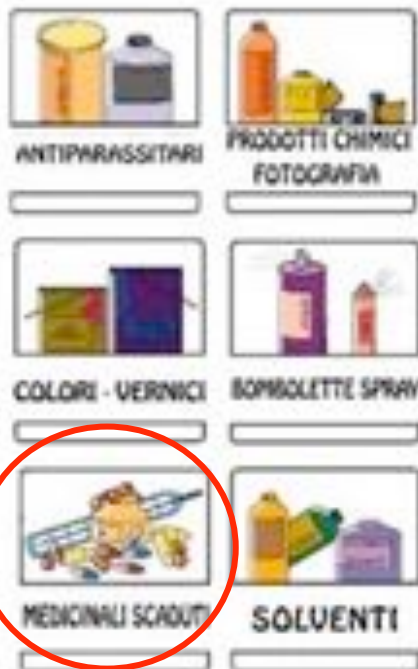 ANTIPARASSITARI
PRODOTTI CHIMICI
FOTOGRAFIA
COLORI - VERNICI
BOMBOLETTE SPRAY
MEDICINALI SCADUTI
SOLVENTI